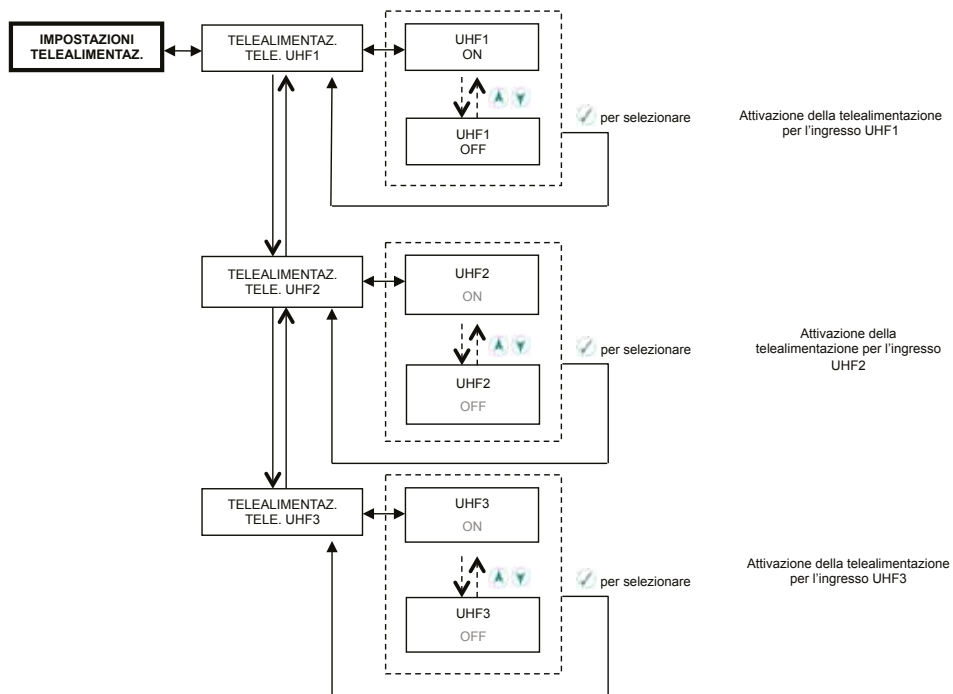 IMPOSTAZIONI
TELEALIMENTAZ.
TELEALIMENTAZ.
TELE. UHF1
UHF1
ON
UHF1
OFF
per selezionare
Attivazione della telealimentazione
per l'ingresso UHF1
TELEALIMENTAZ.
TELE. UHF2
UHF2
ON
UHF2
OFF
per selezionare
Attivazione della
telealimentazione per l'ingresso
UHF2
TELEALIMENTAZ.
TELE. UHF3
UHF3
ON
UHF3
OFF
per selezionare
Attivazione della telealimentazione
per l'ingresso UHF3